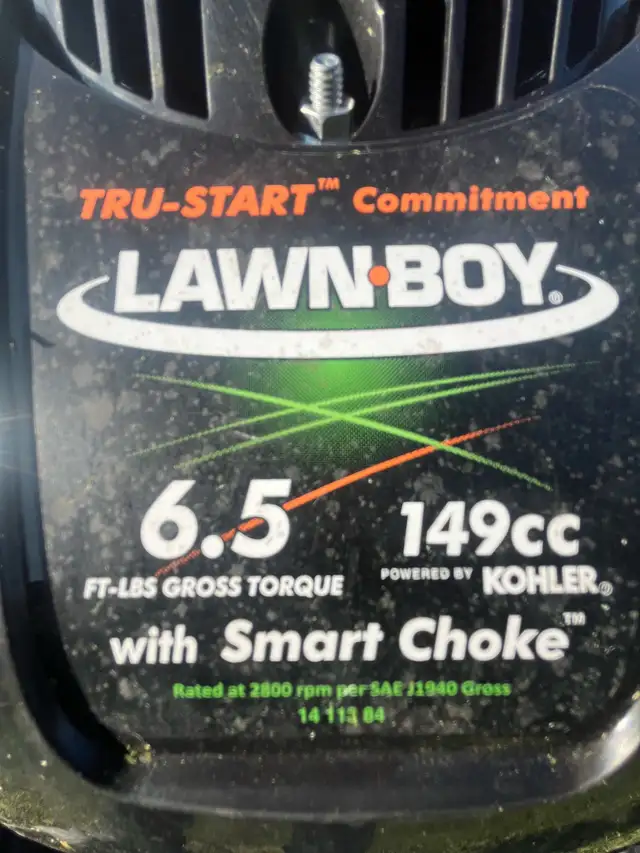 TRU-START™ Commitment
LAWN•BOY®
6.5
FT-LBS GROSS TORQUE
149cc
POWERED BY KOHLER®
with Smart Choke™
Rated at 2800 rpm per SAE J1940 Gross
14 113 84